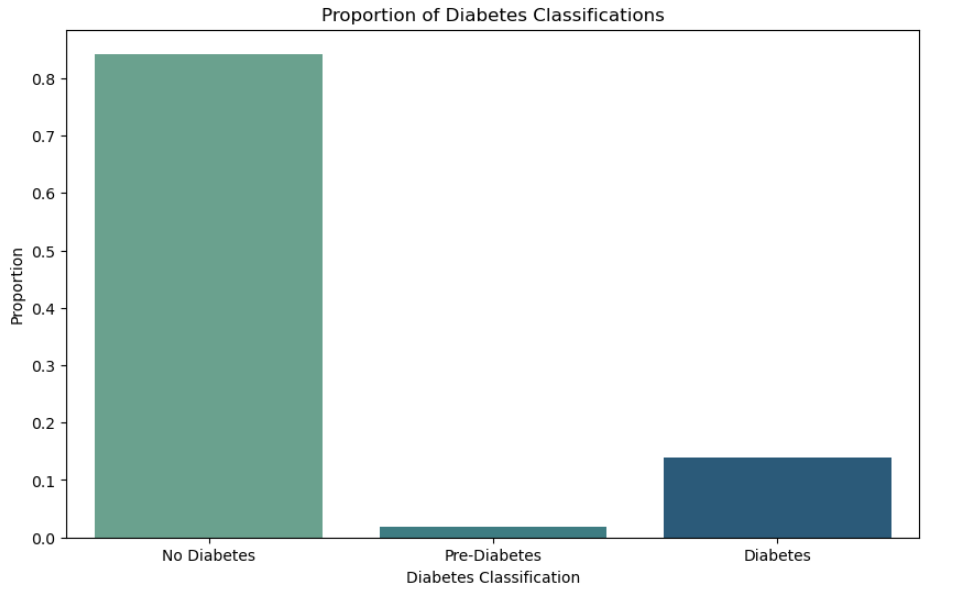 Proportion of Diabetes Classifications
Proportion
0.8
0.7
0.6
0.5
0.4
0.3
0.2
0.1
0.0
No Diabetes Pre-Diabetes Diabetes
Diabetes Classification